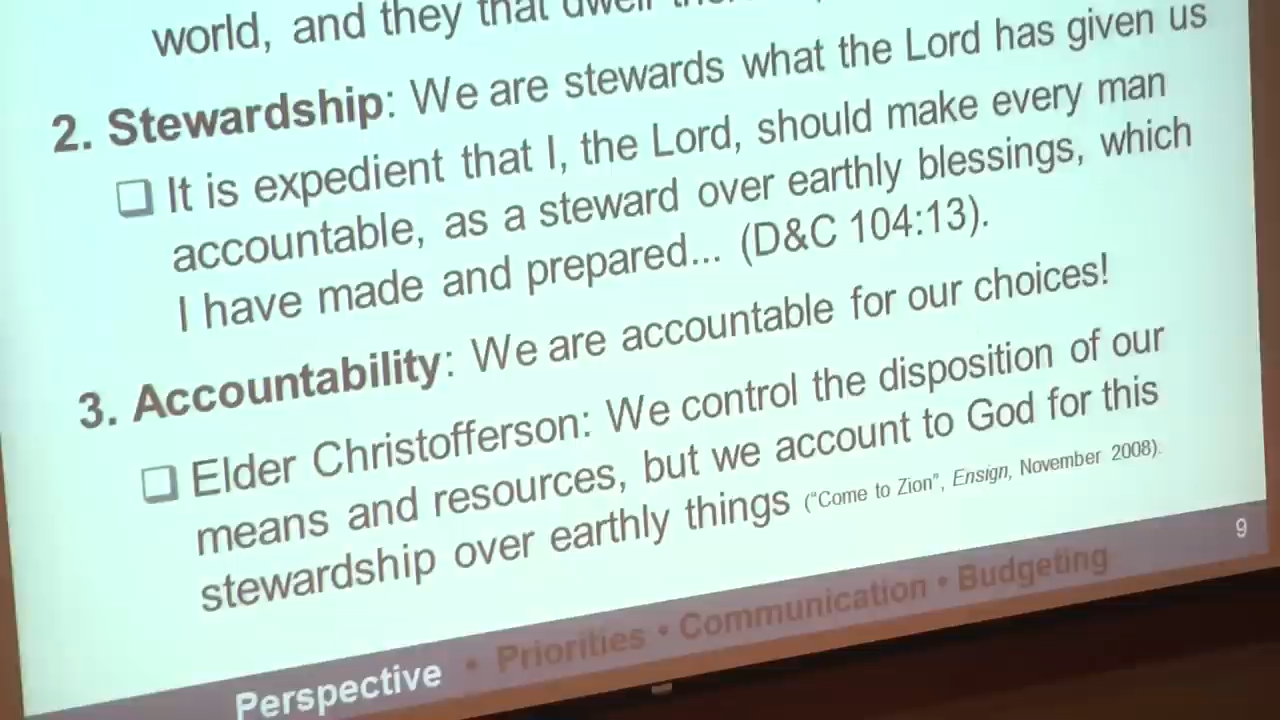 world, and they that dwell
2. Stewardship: We are stewards what the Lord has given us
❑ It is expedient that I, the Lord, should make every man
accountable, as a steward over earthly blessings, which
I have made and prepared... (D&C 104:13).
3. Accountability: We are accountable for our choices!
❑ Elder Christofferson: We control the disposition of our
means and resources, but we account to God for this
stewardship over earthly things ("Come to Zion", Ensign, November 2008).
9
Perspective • Priorities • Communication • Budgeting